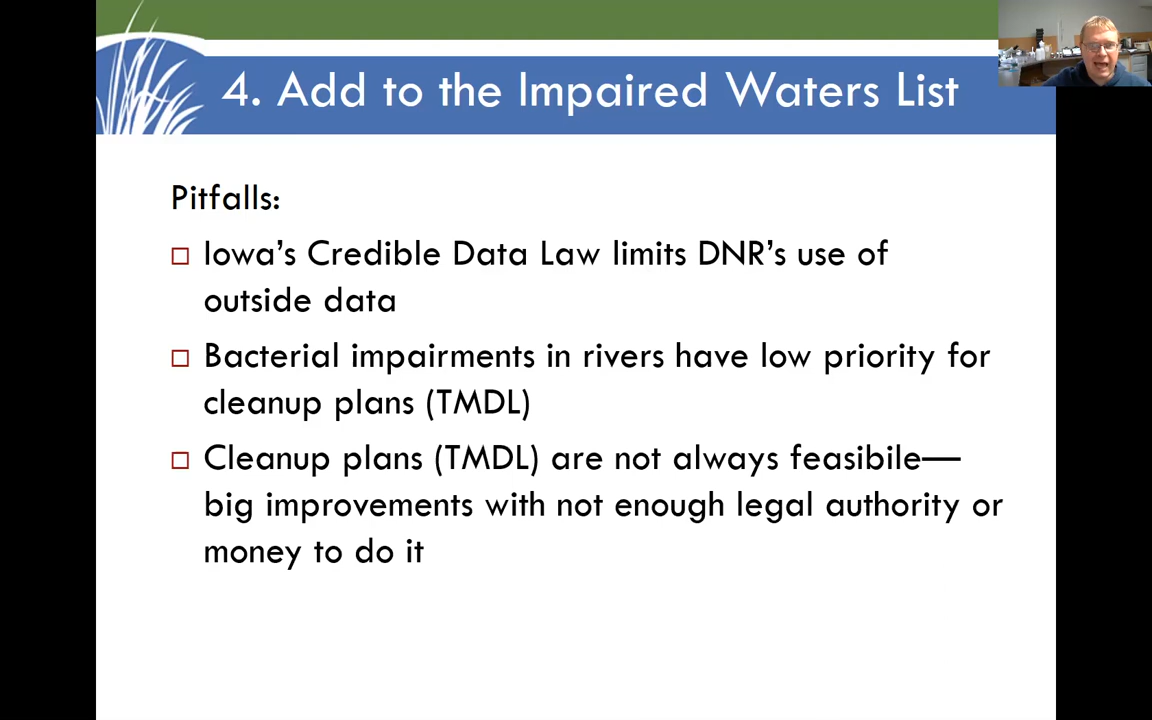 4. Add to the Impaired Waters List
Pitfalls:
Iowa's Credible Data Law limits DNR's use of
outside data
Bacterial impairments in rivers have low priority for
cleanup plans (TMDL)
Cleanup plans (TMDL) are not always feasibile—
big improvements with not enough legal authority or
money to do it